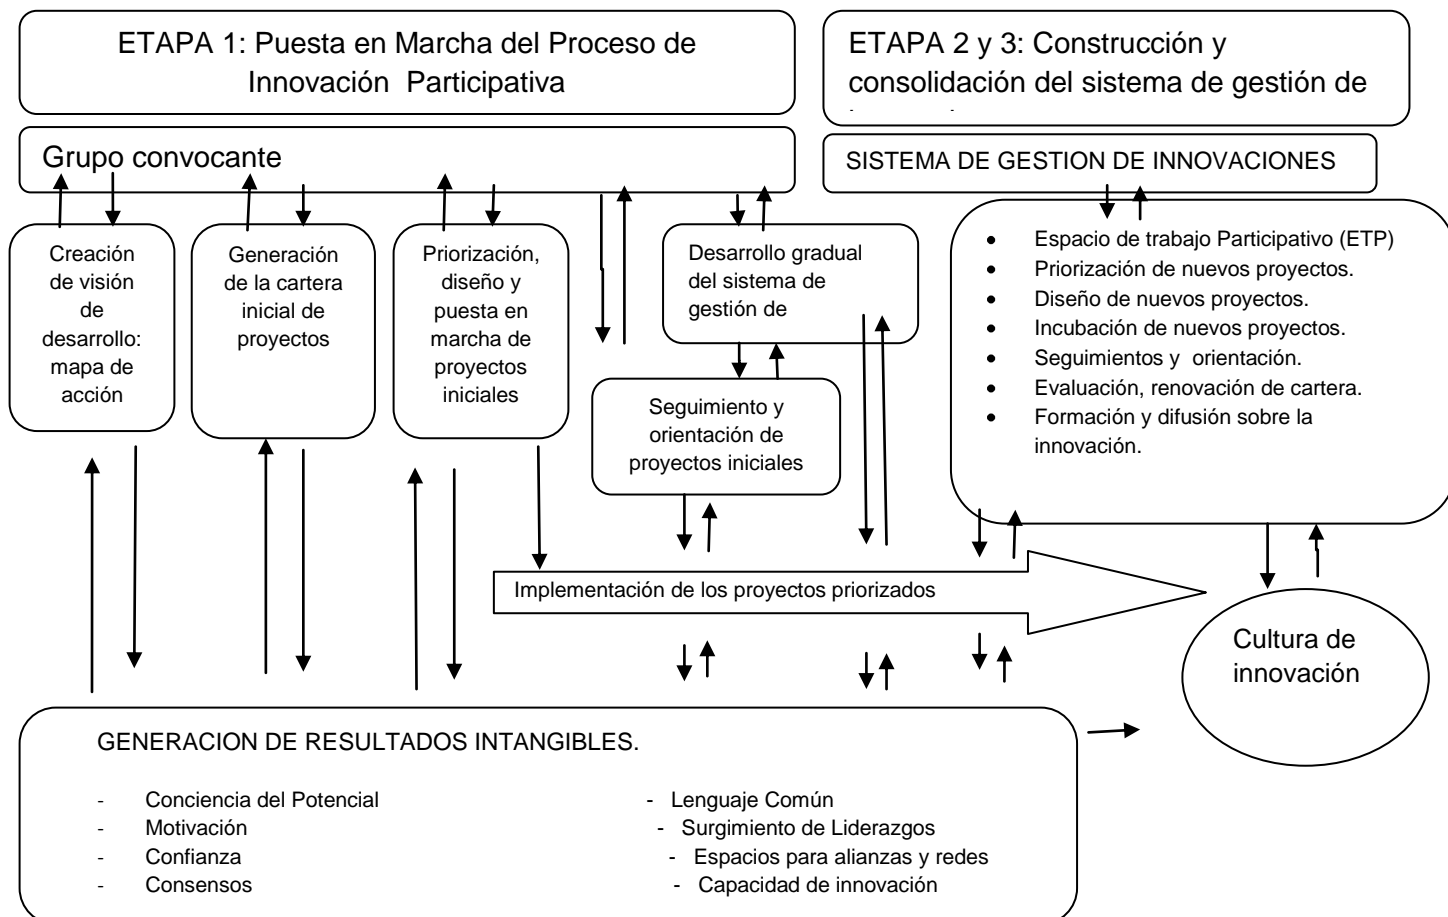 ETAPA 1: Puesta en Marcha del Proceso de
Innovación Participativa
ETAPA 2 y 3: Construcción y
consolidación del sistema de gestión de
Grupo convocante
SISTEMA DE GESTION DE INNOVACIONES
Creación
de visión
de
desarrollo:
mapa de
acción
Generación
de la cartera
inicial de
proyectos
Priorización,
diseño y
puesta en
marcha de
proyectos
iniciales
Desarrollo gradual
del sistema de
gestión de
Seguimiento y
orientación de
proyectos iniciales
• Espacio de trabajo Participativo (ETP)
• Priorización de nuevos proyectos.
• Diseño de nuevos proyectos.
• Incubación de nuevos proyectos.
• Seguimientos y orientación.
• Evaluación, renovación de cartera.
• Formación y difusión sobre la
innovación.
Implementación de los proyectos priorizados
Cultura de
innovación
GENERACION DE RESULTADOS INTANGIBLES.
- Conciencia del Potencial
- Motivación
- Confianza
- Consensos
- Lenguaje Común
- Surgimiento de Liderazgos
- Espacios para alianzas y redes
- Capacidad de innovación